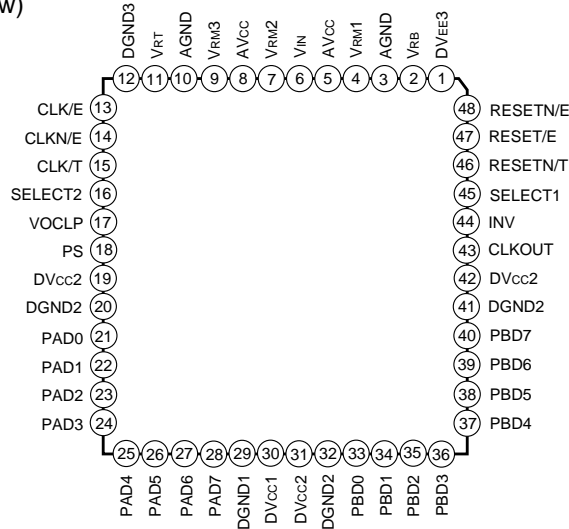 w)
DGND3
VRT
AGND
VRM3
AVCC
VRM2
VIN
AVCC
VRM1
AGND
VRB
DVEE3
12 11 10 9 8 7 6 5 4 3 2 1
CLK/E 13
CLKN/E 14
CLK/T 15
SELECT2 16
VOCLP 17
PS 18
DVCC2 19
DGND2 20
PAD0 21
PAD1 22
PAD2 23
PAD3 24
48 RESETN/E
47 RESET/E
46 RESETN/T
45 SELECT1
44 INV
43 CLKOUT
42 DVCC2
41 DGND2
40 PBD7
39 PBD6
38 PBD5
37 PBD4
25 26 27 28 29 30 31 32 33 34 35 36
PAD4
PAD5
PAD6
PAD7
DGND1
DVCC1
DVCC2
DGND2
PBD0
PBD1
PBD2
PBD3